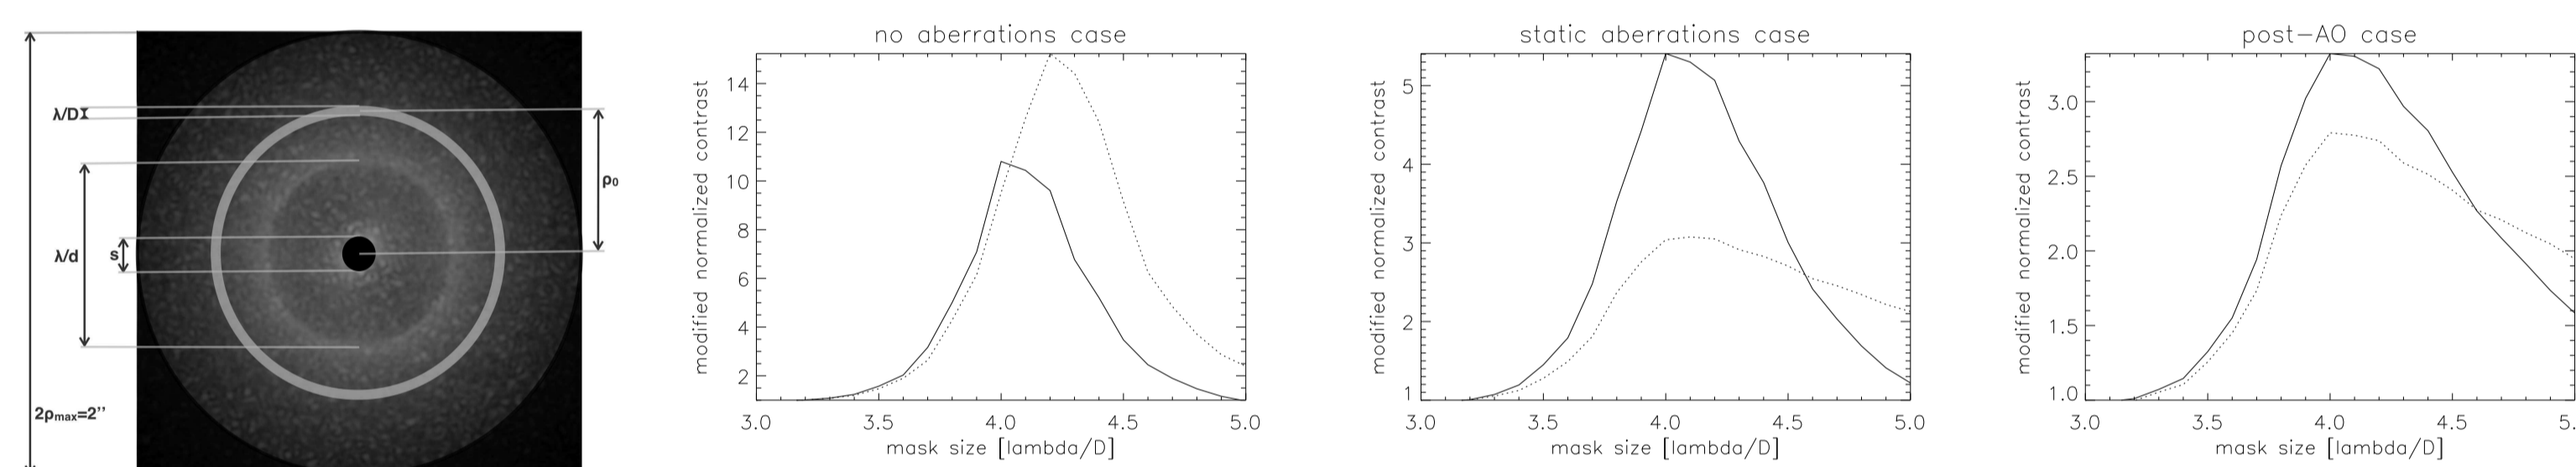 λ/D
λ/d
s
ρ0
2ρmax=2’’
no aberrations case
modified normalized contrast
14
12
10
8
6
4
2
3.0 3.5 4.0 4.5 5.0
mask size [lambda/D]
static aberrations case
modified normalized contrast
5
4
3
2
1
3.0 3.5 4.0 4.5 5.0
mask size [lambda/D]
post-AO case
modified normalized contrast
3.0
2.5
2.0
1.5
1.0
3.0 3.5 4.0 4.5 5.
mask size [lambda/D]